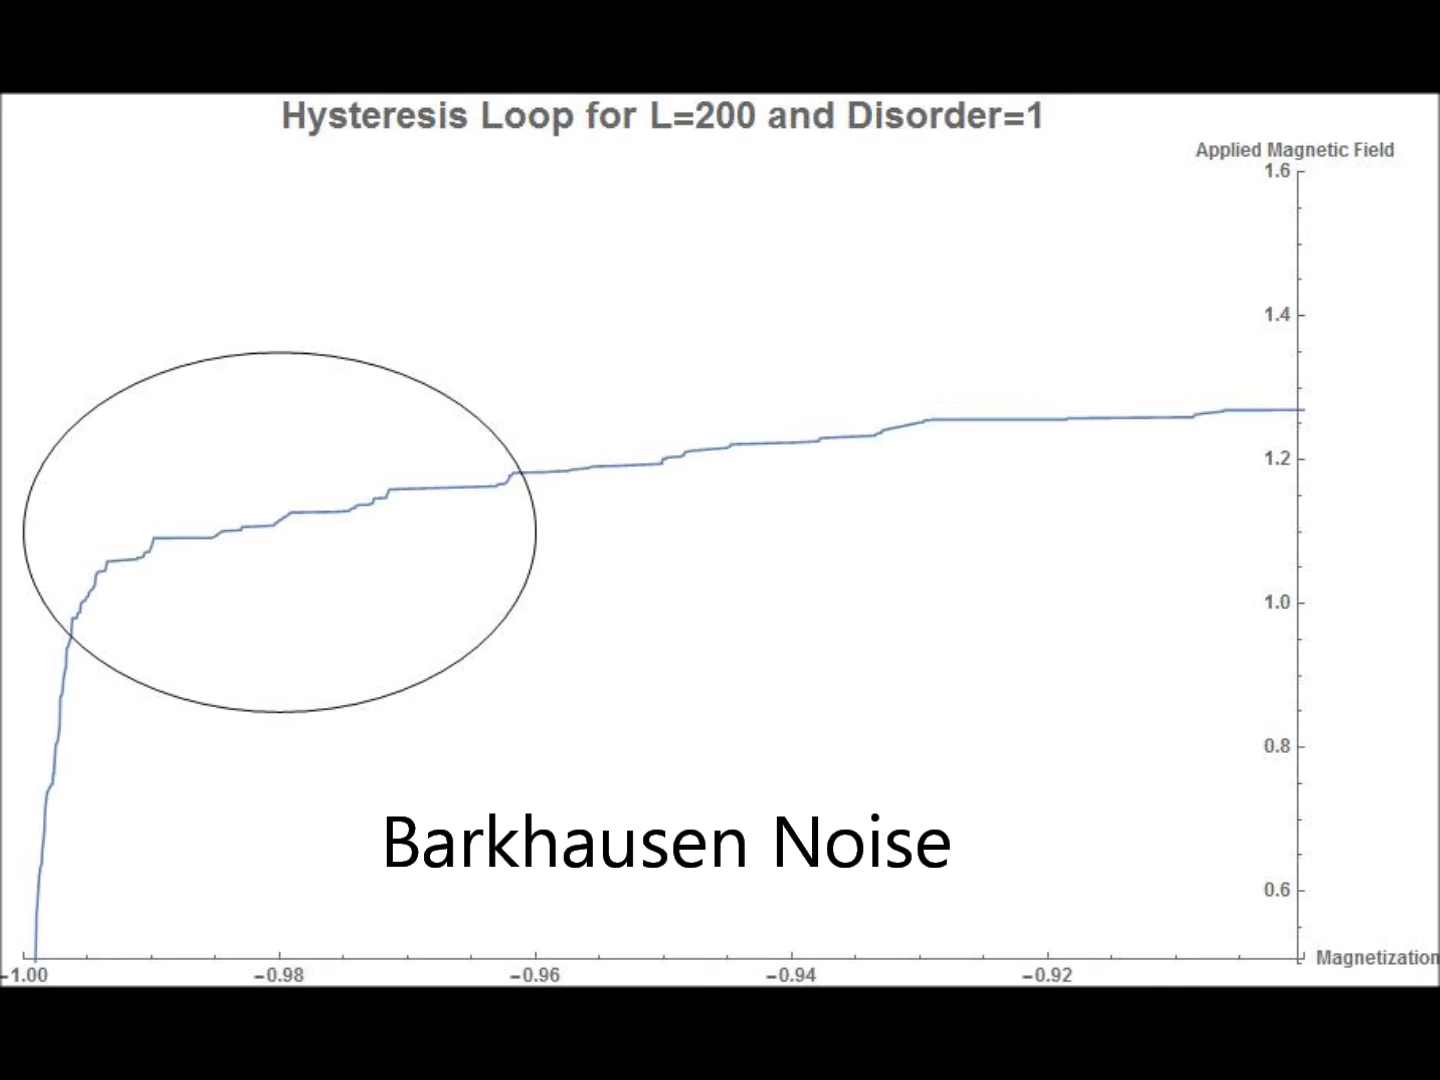 Hysteresis Loop for L=200 and Disorder=1
Applied Magnetic Field
1.6
1.4
1.2
1.0
0.8
Barkhausen Noise
0.6
Magnetization
−1.00 −0.98 −0.96 −0.94 −0.92